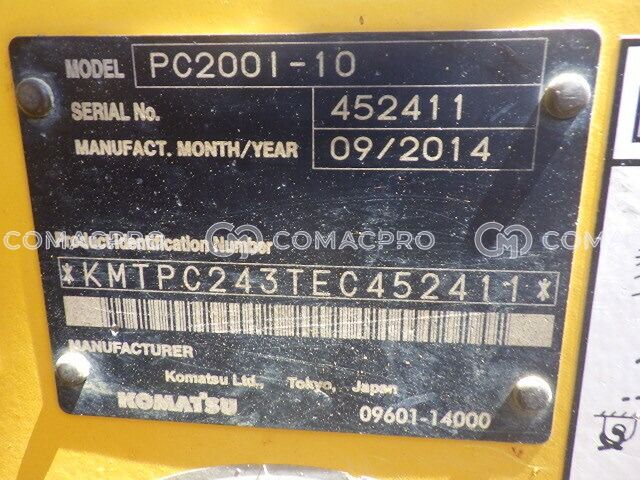 MODEL PC200I-10
SERIAL No. 452411
MANUFACT. MONTH/YEAR 09/2014
Product Identification Number
COMACPRO COMACPRO COMACPRO
*KMTPC243TEC452411*
MANUFACTURER
Komatsu Ltd., Tokyo, Japan
KOMATSU 09601-14000